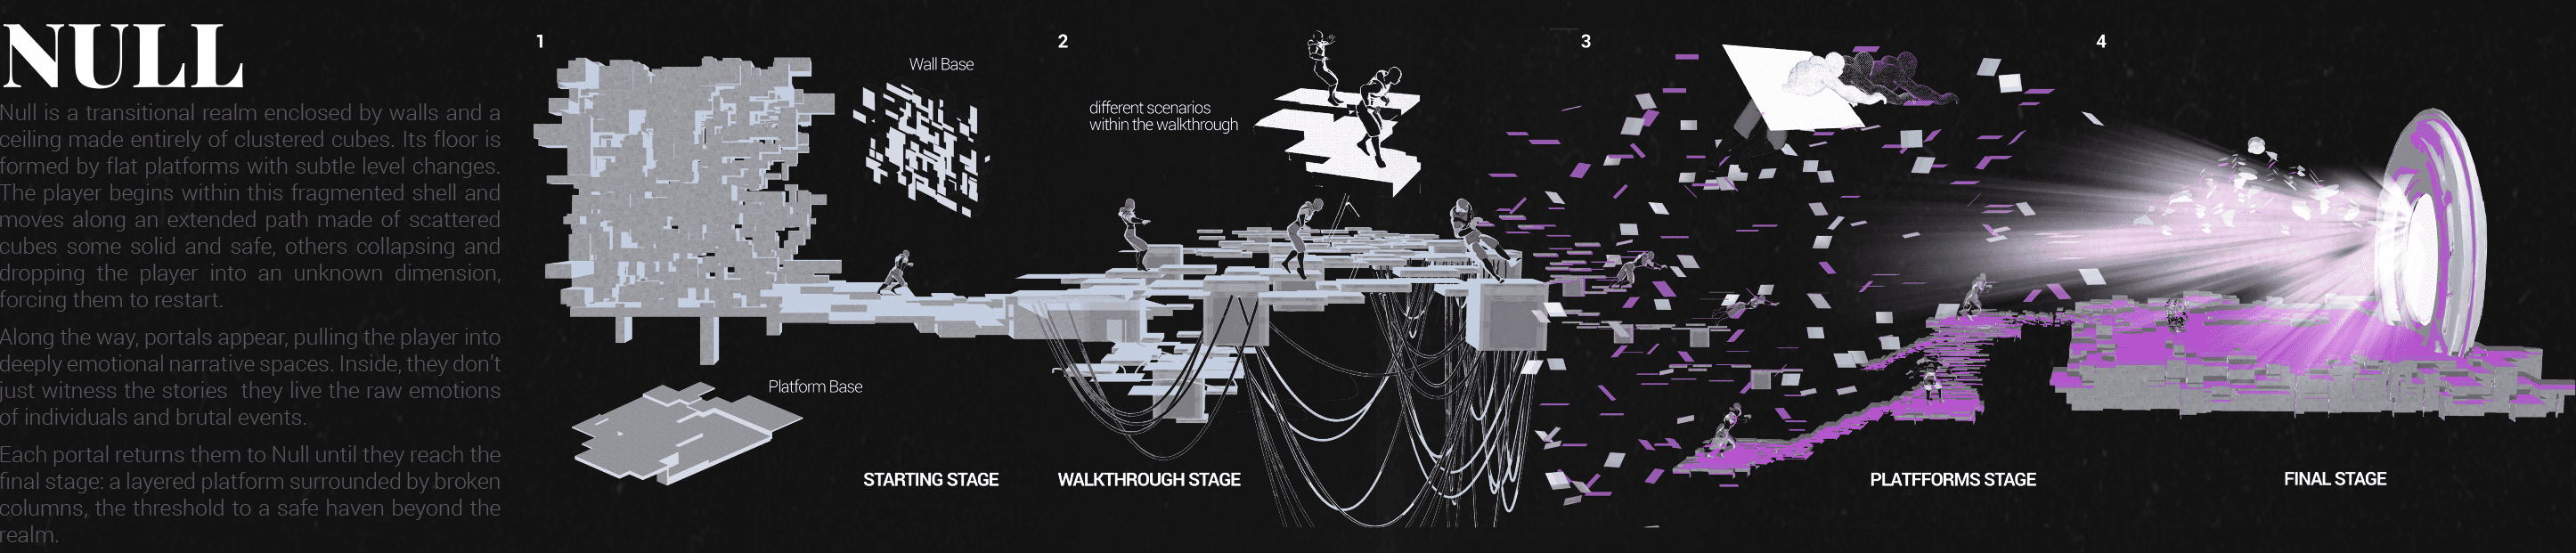 NULL
Null is a transitional realm enclosed by walls and a
ceiling made entirely of clustered cubes. Its floor is
formed by flat platforms with subtle level changes.
The player begins within this fragmented shell and
moves along an extended path made of scattered
cubes some solid and safe, others collapsing and
dropping the player into an unknown dimension,
forcing them to restart.
Along the way, portals appear, pulling the player into
deeply emotional narrative spaces. Inside, they don't
just witness the stories they live the raw emotions
of individuals and brutal events.
Each portal returns them to Null until they reach the
final stage: a layered platform surrounded by broken
columns, the threshold to a safe haven beyond the
realm.
1
Wall Base
Platform Base
STARTING STAGE
2
different scenarios
within the walkthrough
WALKTHROUGH STAGE
3
PLATFFORMS STAGE
4
FINAL STAGE